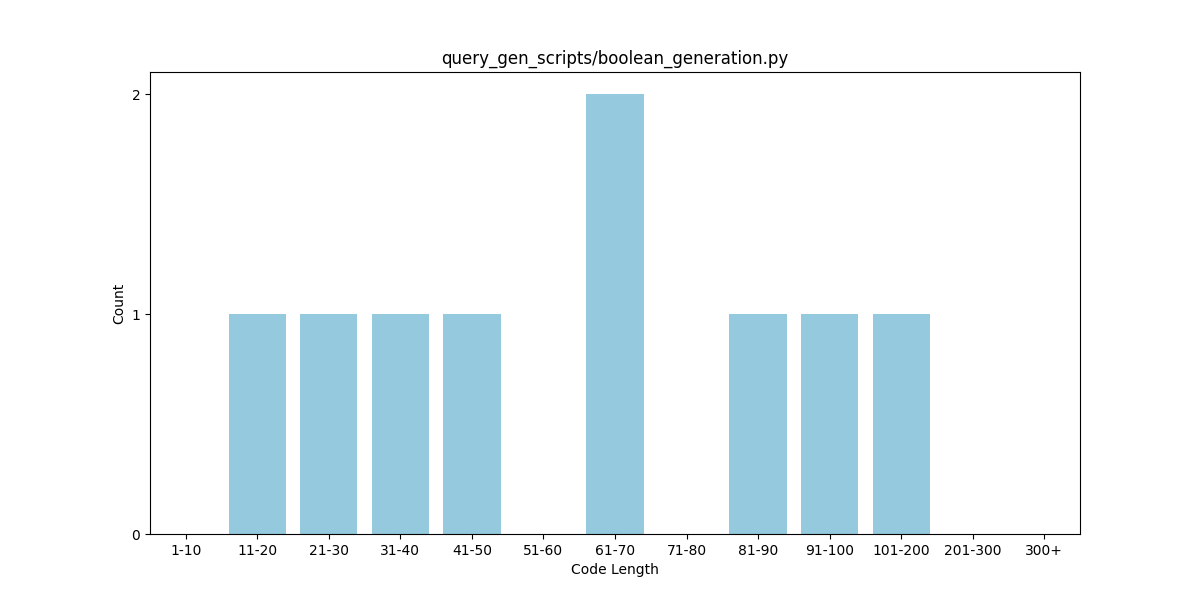 query_gen_scripts/boolean_generation.py
2
1
0
Count
1-10 11-20 21-30 31-40 41-50 51-60 61-70 71-80 81-90 91-100 101-200 201-300 300+
Code Length